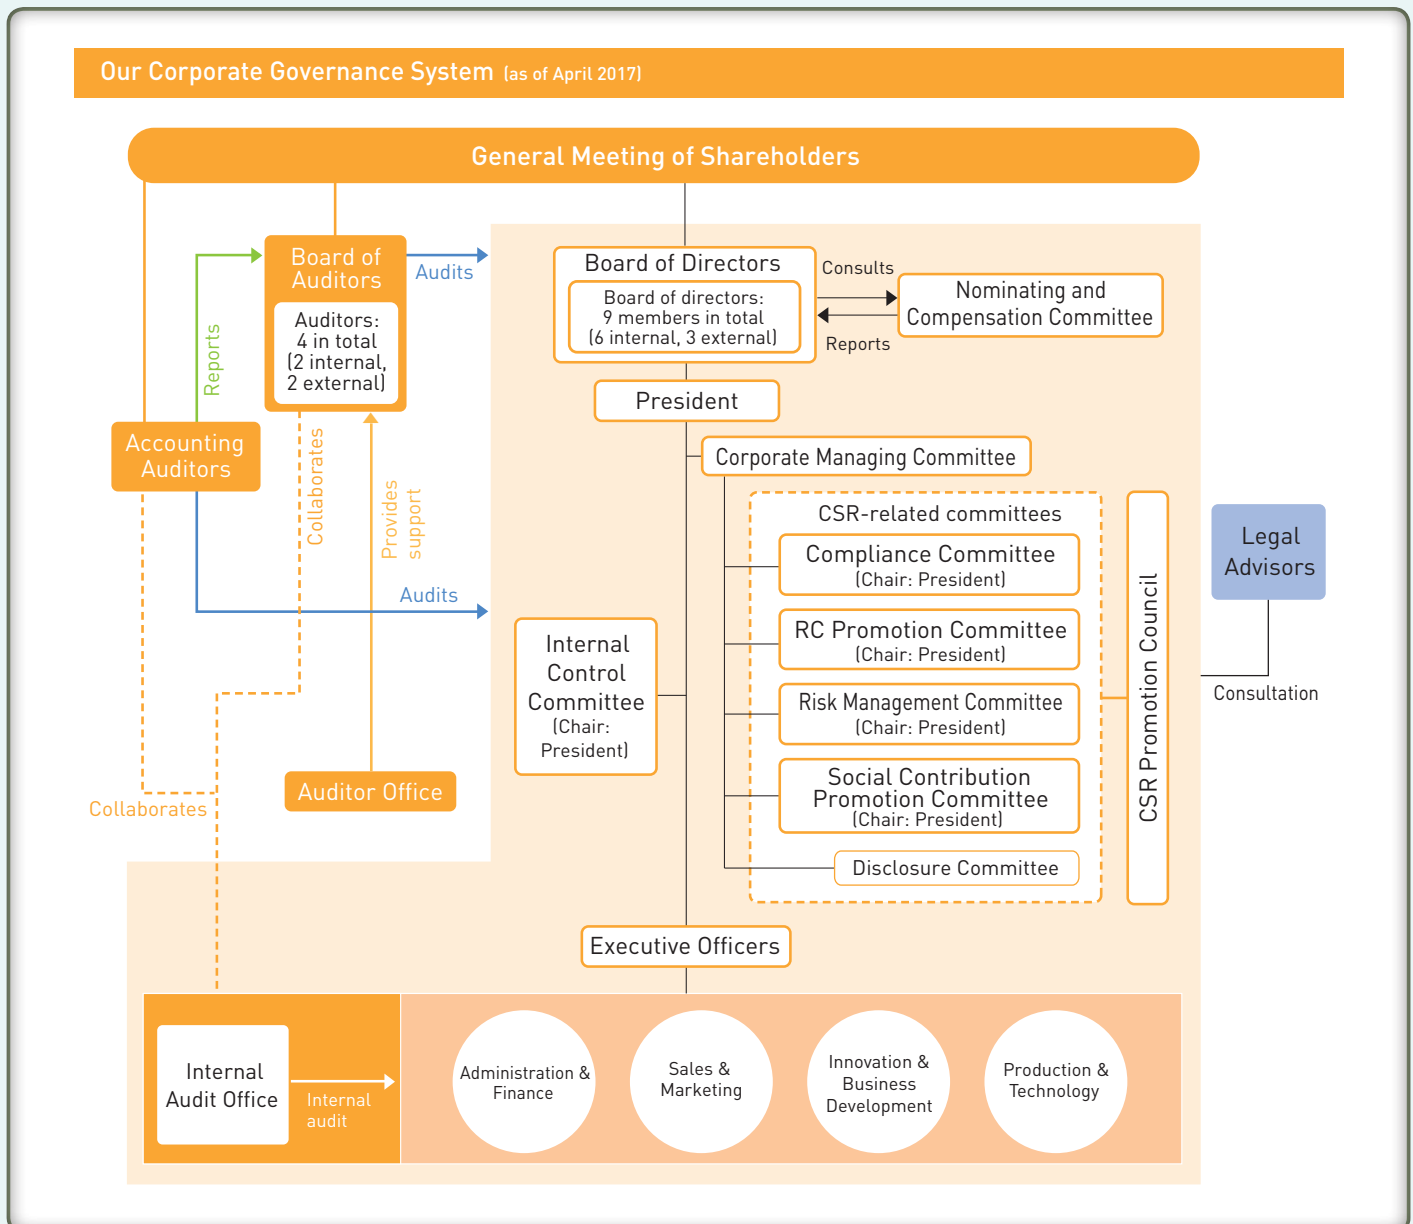 Our Corporate Governance System (as of April 2017)
General Meeting of Shareholders
Board of
Auditors
Auditors:
4 in total
(2 internal,
2 external)
Audits
Reports
Accounting
Auditors
Collaborates
Provides
support
Audits
Auditor Office
Collaborates
Board of Directors
Board of directors:
9 members in total
(6 internal, 3 external)
Consults
Reports
Nominating and
Compensation Committee
President
Corporate Managing Committee
CSR-related committees
Compliance Committee
(Chair: President)
RC Promotion Committee
(Chair: President)
Risk Management Committee
(Chair: President)
Social Contribution
Promotion Committee
(Chair: President)
Disclosure Committee
CSR Promotion Council
Legal
Advisors
Consultation
Internal
Control
Committee
(Chair:
President)
Executive Officers
Internal
Audit Office
Internal
audit
Administration &
Finance
Sales &
Marketing
Innovation &
Business
Development
Production &
Technology